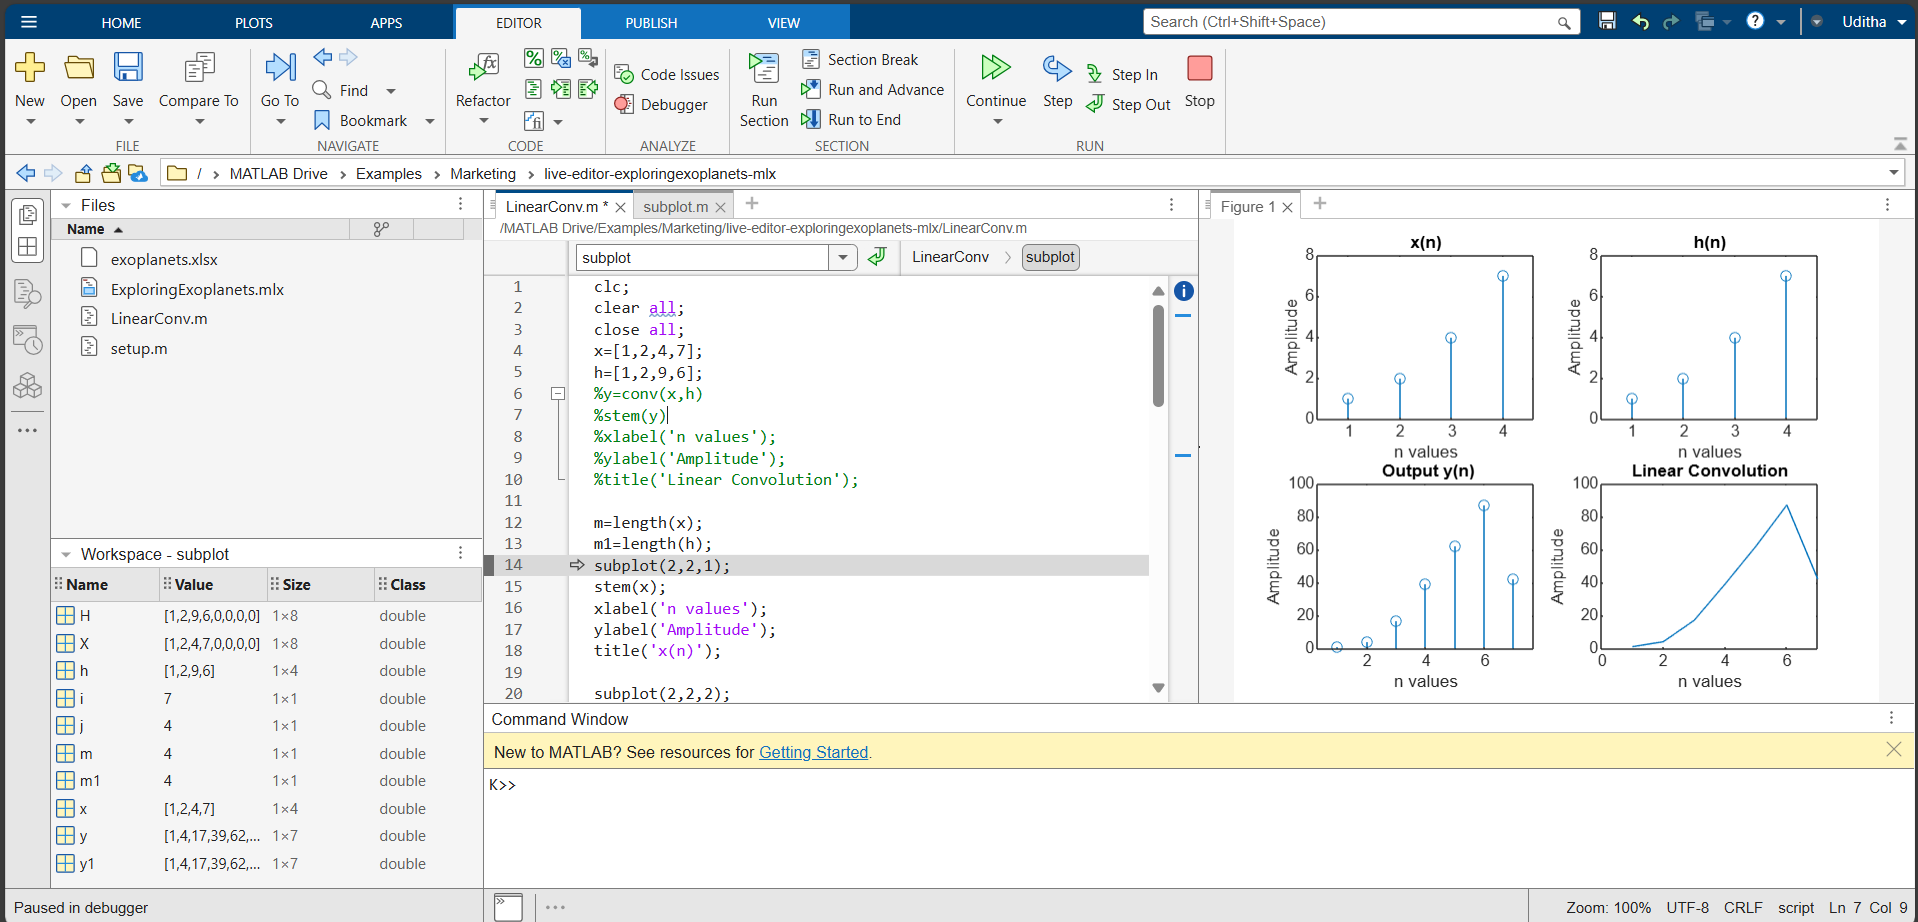 HOME PLOTS APPS EDITOR PUBLISH VIEW Search (Ctrl+Shift+Space) ? Uditha
New Open Save Compare To
FILE
Go To Find Bookmark
NAVIGATE
Refactor
CODE
Code Issues
Debugger
ANALYZE
Run Section
Section Break
Run and Advance
Run to End
SECTION
Continue Step Step In Step Out Stop
RUN
/ › MATLAB Drive › Examples › Marketing › live-editor-exploringexoplanets-mlx
Files
Name
exoplanets.xlsx
ExploringExoplanets.mlx
LinearConv.m
setup.m
Workspace - subplot
Name Value Size Class
H [1,2,9,6,0,0,0,0] 1×8 double
X [1,2,4,7,0,0,0,0] 1×8 double
h [1,2,9,6] 1×4 double
i 7 1×1 double
j 4 1×1 double
m 4 1×1 double
m1 4 1×1 double
x [1,2,4,7] 1×4 double
y [1,4,17,39,62,... 1×7 double
y1 [1,4,17,39,62,... 1×7 double
LinearConv.m * × subplot.m × +
/MATLAB Drive/Examples/Marketing/live-editor-exploringexoplanets-mlx/LinearConv.m
subplot LinearConv › subplot
1 clc;
2 clear all;
3 close all;
4 x=[1,2,4,7];
5 h=[1,2,9,6];
6 %y=conv(x,h)
7 %stem(y)
8 %xlabel('n values');
9 %ylabel('Amplitude');
10 %title('Linear Convolution');
11
12 m=length(x);
13 m1=length(h);
14 subplot(2,2,1);
15 stem(x);
16 xlabel('n values');
17 ylabel('Amplitude');
18 title('x(n)');
19
20 subplot(2,2,2);
Figure 1 × +
x(n)
Amplitude
8
6
4
2
0
1 2 3 4
n values
h(n)
Amplitude
8
6
4
2
0
1 2 3 4
n values
Output y(n)
Amplitude
100
80
60
40
20
0
2 4 6
n values
Linear Convolution
Amplitude
100
80
60
40
20
0
0 2 4 6
n values
Command Window
New to MATLAB? See resources for Getting Started.
K>>
Paused in debugger
Zoom: 100% UTF-8 CRLF script Ln 7 Col 9